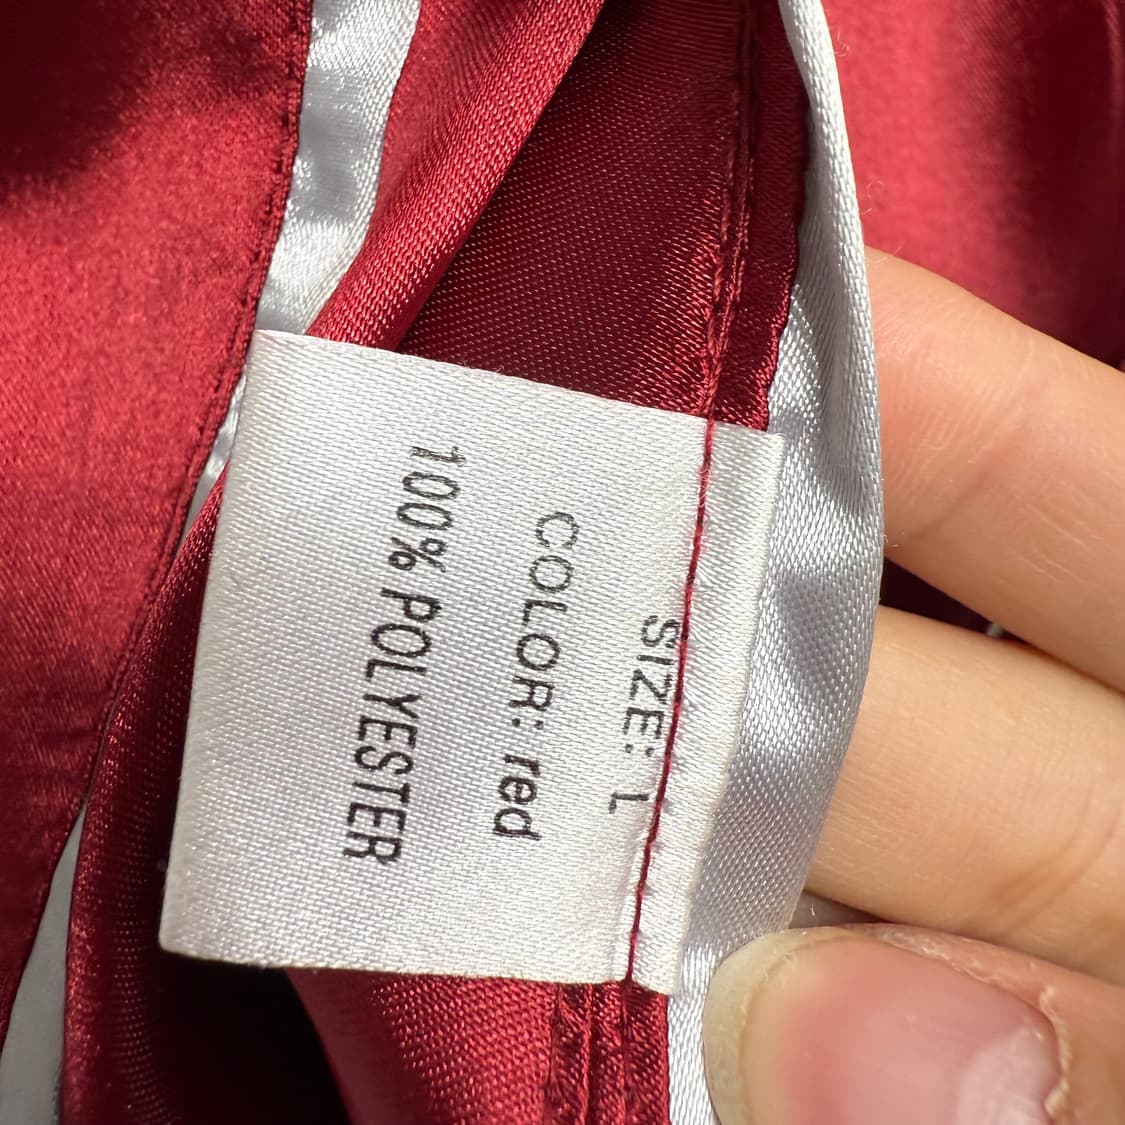 SIZE: L
COLOR: red
100% POLYESTER